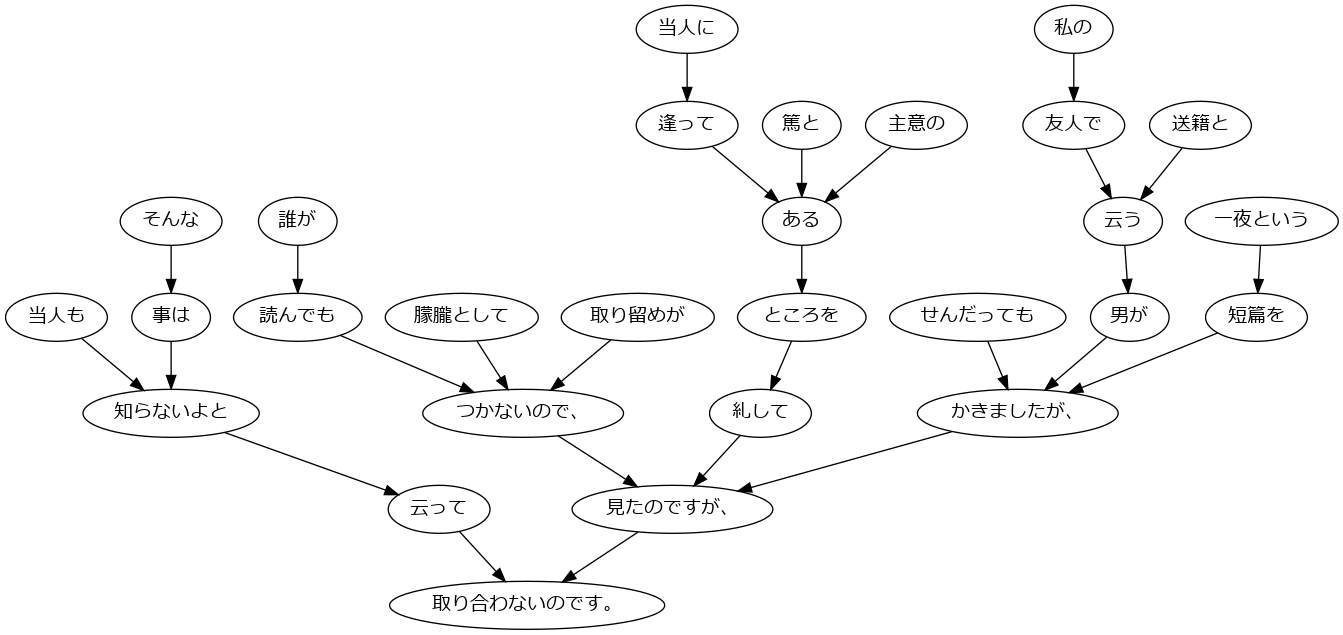 当人に
私の
逢って
篤と
主意の
友人で
送籍と
そんな
誰が
ある
云う
一夜という
当人も
事は
読んでも
朦朧として
取り留めが
ところを
せんだっても
男が
短篇を
知らないよと
つかないので、
糺して
かきましたが、
云って
見たのですが、
取り合わないのです。